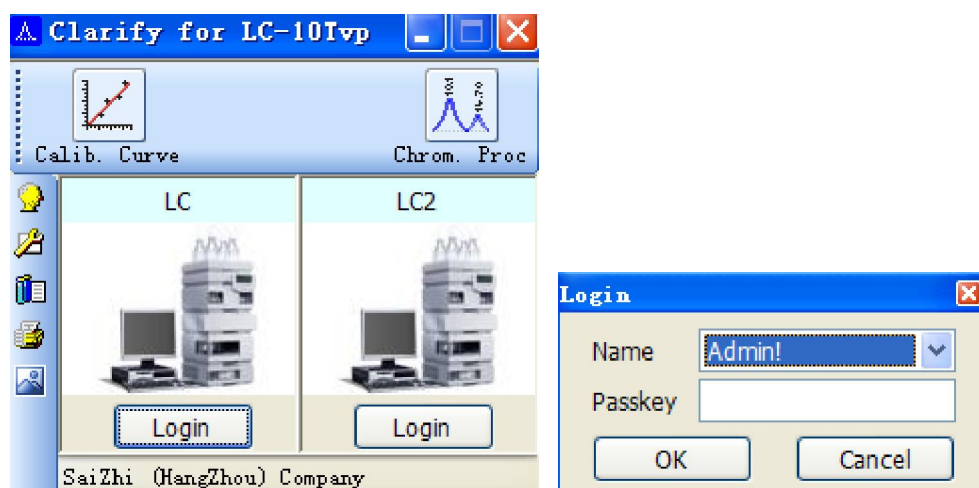 Clarify for LC-10Tvp
Calib. Curve
Chrom. Proc
LC
LC2
Login
Login
SaiZhi (HangZhou) Company
Login
Name
Admin!
Passkey
OK
Cancel